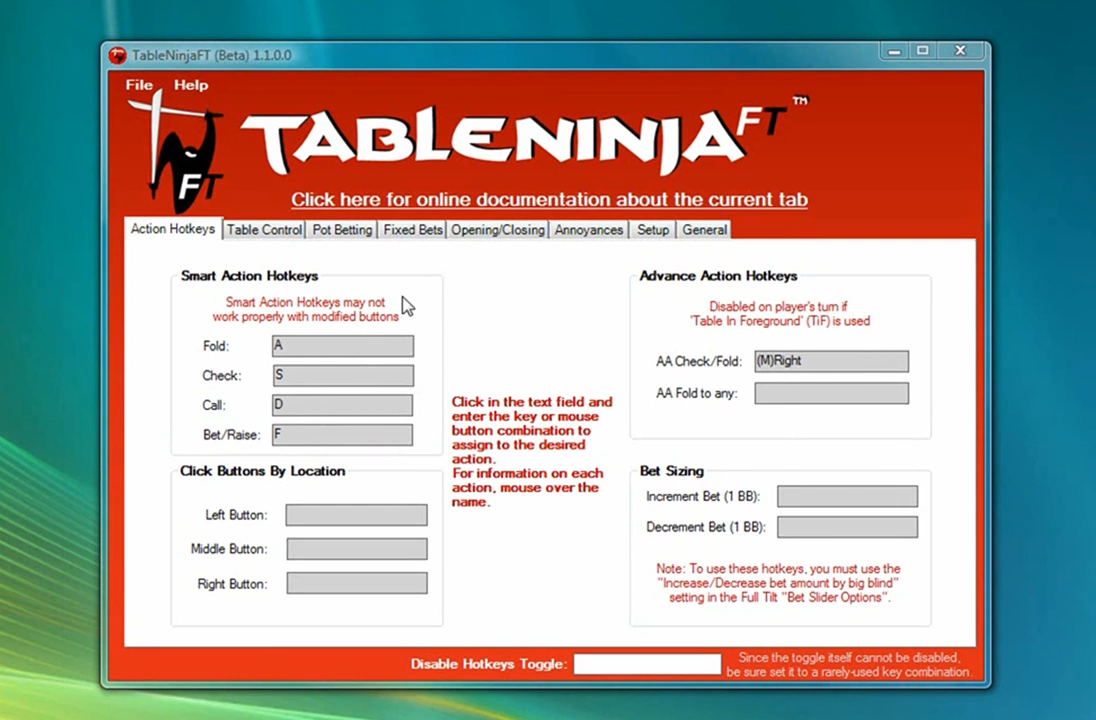 TableNinjaFT (Beta) 1.1.0.0
File Help
TABLENINJA FT ™
FT
Click here for online documentation about the current tab
Action Hotkeys Table Control Pot Betting Fixed Bets Opening/Closing Annoyances Setup General
Smart Action Hotkeys
Smart Action Hotkeys may not
work properly with modified buttons
Fold: A
Check: S
Call: D
Bet/Raise: F
Click Buttons By Location
Left Button:
Middle Button:
Right Button:
Click in the text field and
enter the key or mouse
button combination to
assign to the desired
action.
For information on each
action, mouse over the
name.
Advance Action Hotkeys
Disabled on player's turn if
'Table In Foreground' (TiF) is used
AA Check/Fold: (M)Right
AA Fold to any:
Bet Sizing
Increment Bet (1 BB):
Decrement Bet (1 BB):
Note: To use these hotkeys, you must use the
"Increase/Decrease bet amount by big blind"
setting in the Full Tilt "Bet Slider Options".
Disable Hotkeys Toggle:
Since the toggle itself cannot be disabled,
be sure set it to a rarely-used key combination.